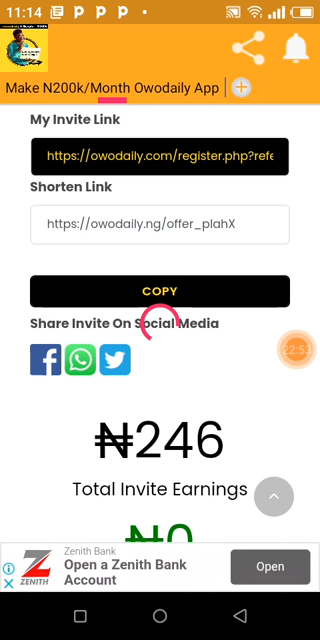 11:14
Make N200k/Month Owodaily App
My Invite Link
https://owodaily.com/register.php?refe
Shorten Link
https://owodaily.ng/offer_plahX
COPY
Share Invite On Social Media
22:53
₦246
Total Invite Earnings
₦0
Zenith Bank
Open a Zenith Bank
Account
Open
ZENITH